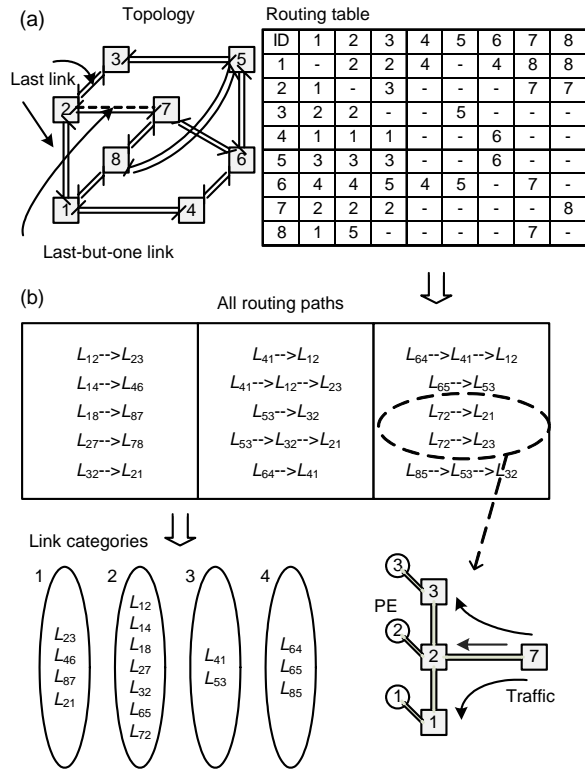 (a)
Topology
Routing table
ID 1 2 3 4 5 6 7 8
1 - 2 2 4 - 4 8 8
2 1 - 3 - - - 7 7
3 2 2 - - 5 - - -
4 1 1 1 - - 6 - -
5 3 3 3 - - 6 - -
6 4 4 5 4 5 - 7 -
7 2 2 2 - - - - 8
8 1 5 - - - 7 -
3
5
Last link
2
7
8
6
1
4
Last-but-one link
(b)
All routing paths
L12-->L23
L14-->L46
L18-->L87
L27-->L78
L32-->L21
L41-->L12
L41-->L12-->L23
L53-->L32
L53-->L32-->L21
L64-->L41
L64-->L41-->L12
L65-->L53
L72-->L21
L72-->L23
L85-->L53-->L32
Link categories
1
L23
L46
L87
L21
2
L12
L14
L18
L27
L32
L65
L72
3
L41
L53
4
L64
L65
L85
3
3
PE
2
2
7
1
1
Traffic